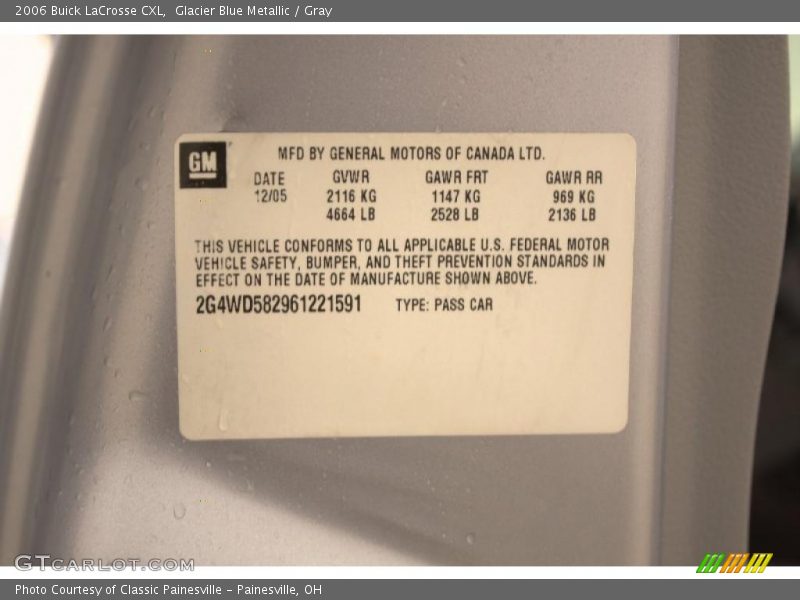 2006 Buick LaCrosse CXL, Glacier Blue Metallic / Gray
GM
MFD BY GENERAL MOTORS OF CANADA LTD.
DATE GVWR GAWR FRT GAWR RR
12/05 2116 KG 1147 KG 969 KG
4664 LB 2528 LB 2136 LB
THIS VEHICLE CONFORMS TO ALL APPLICABLE U.S. FEDERAL MOTOR
VEHICLE SAFETY, BUMPER, AND THEFT PREVENTION STANDARDS IN
EFFECT ON THE DATE OF MANUFACTURE SHOWN ABOVE.
2G4WD582961221591 TYPE: PASS CAR
GTCARLOT.COM
Photo Courtesy of Classic Painesville - Painesville, OH